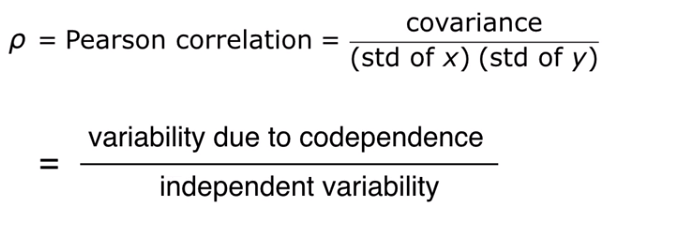 ρ = Pearson correlation = covariance
(std of x) (std of y)
= variability due to codependence
independent variability